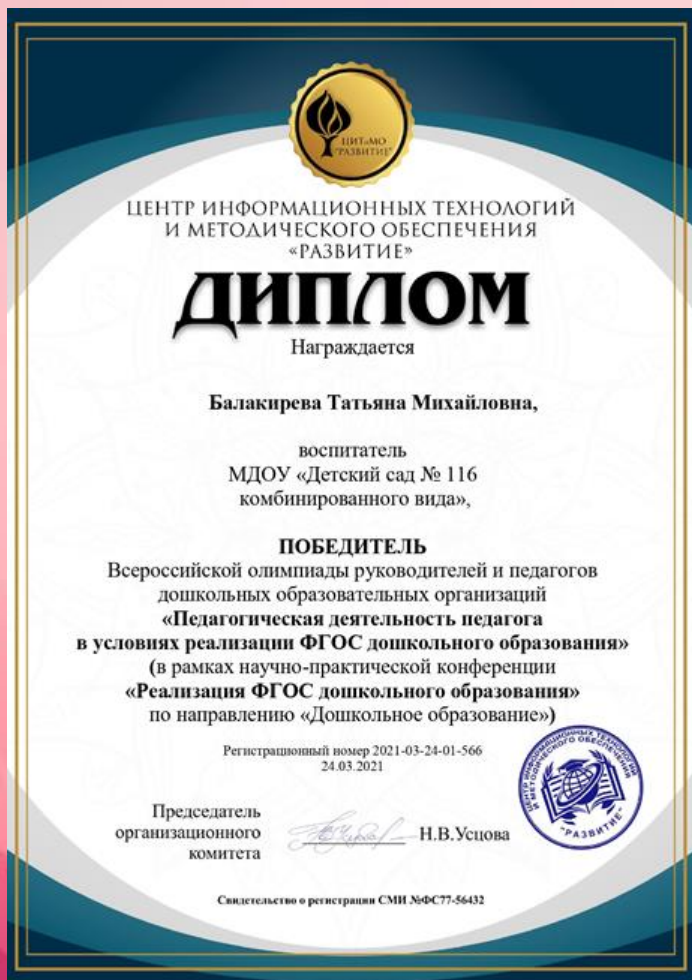 ЦИТиМО
"РАЗВИТИЕ"
ЦЕНТР ИНФОРМАЦИОННЫХ ТЕХНОЛОГИЙ
И МЕТОДИЧЕСКОГО ОБЕСПЕЧЕНИЯ
«РАЗВИТИЕ»
ДИПЛОМ
Награждается
Балакирева Татьяна Михайловна,
воспитатель
МДОУ «Детский сад № 116
комбинированного вида»,
ПОБЕДИТЕЛЬ
Всероссийской олимпиады руководителей и педагогов
дошкольных образовательных организаций
«Педагогическая деятельность педагога
в условиях реализации ФГОС дошкольного образования»
(в рамках научно-практической конференции
«Реализация ФГОС дошкольного образования»
по направлению «Дошкольное образование»)
Регистрационный номер 2021-03-24-01-566
24.03.2021
ЦЕНТР ИНФОРМАЦИОННЫХ ТЕХНОЛОГИЙ
И МЕТОДИЧЕСКОГО ОБЕСПЕЧЕНИЯ
"РАЗВИТИЕ"
Председатель
организационного
комитета
Н.В.Усцова
Свидетельство о регистрации СМИ №ФС77-56432